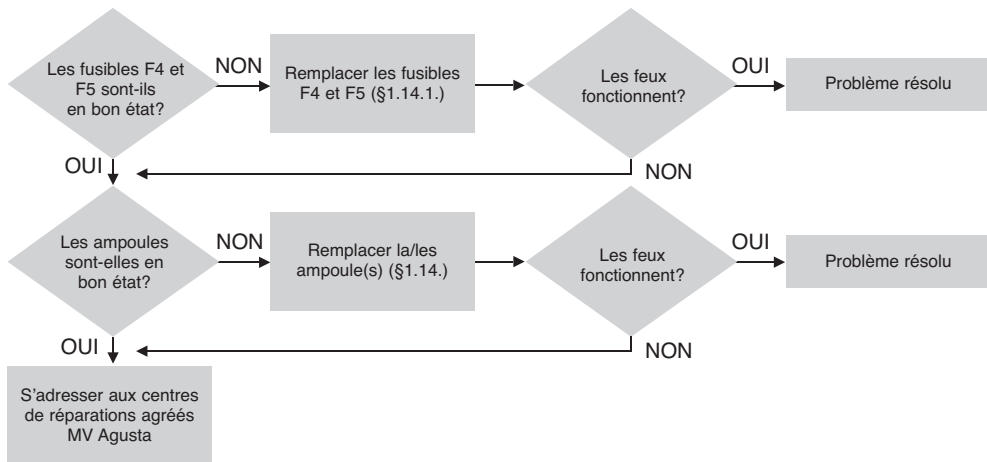 Les fusibles F4 et
F5 sont-ils
en bon état?
NON
Remplacer les fusibles
F4 et F5 (§1.14.1.)
Les feux
fonctionnent?
OUI
Problème résolu
OUI
NON
Les ampoules
sont-elles en
bon état?
NON
Remplacer la/les
ampoule(s) (§1.14.)
Les feux
fonctionnent?
OUI
Problème résolu
OUI
NON
S'adresser aux centres
de réparations agréés
MV Agusta